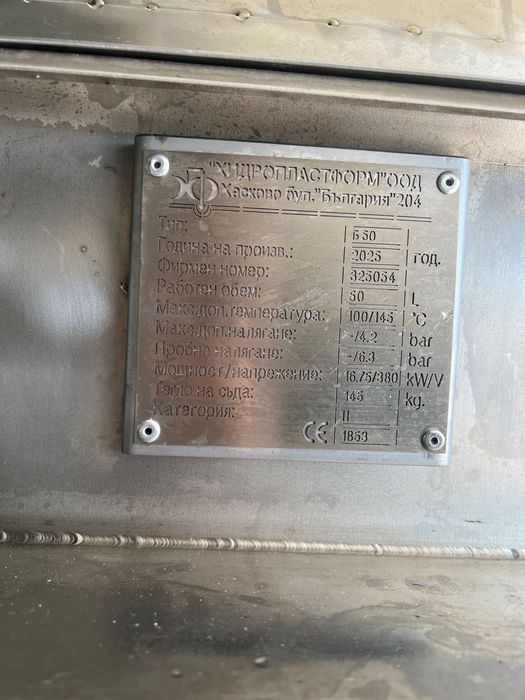 "ХИДРОПЛАСТФОРМ"ООД
Хасково бул."България"204
Тип: Б 50
Година на произв.: 2025 год.
Фирмен номер: 325054
Работен обем: 50 L
Макс.доп.температура: 100/145 °C
Макс.доп.налягане: -/4.2 bar
Пробно налягане: -/6.3 bar
Мощност/напрежение: 16.75/380 kW/V
Тегло на съда: 145 kg.
Категория: II
CE 1853